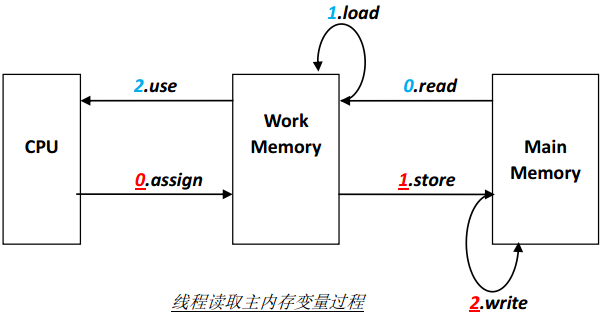 1.load
2.use
0.read
CPU
Work
Memory
Main
Memory
0.assign
1.store
线程读取主内存变量过程
2.write